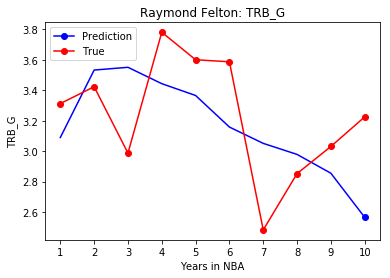 Raymond Felton: TRB_G
Prediction
True
3.8
3.6
3.4
3.2
3.0
2.8
2.6
TRB_G
1 2 3 4 5 6 7 8 9 10
Years in NBA